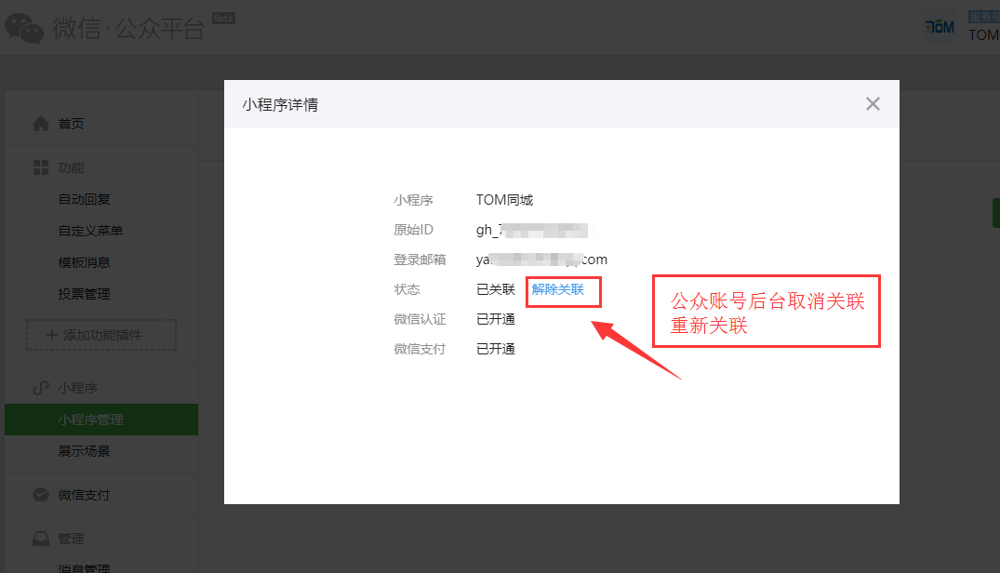 微信·公众平台 Beta
TOM 服务号
TOM
小程序详情
首页
功能
自动回复
自定义菜单
模板消息
投票管理
+ 添加功能插件
小程序
小程序管理
展示场景
微信支付
管理
消息管理
小程序 TOM同城
原始ID gh_7
登录邮箱 ya com
状态 已关联 解除关联
微信认证 已开通
微信支付 已开通
公众账号后台取消关联
重新关联